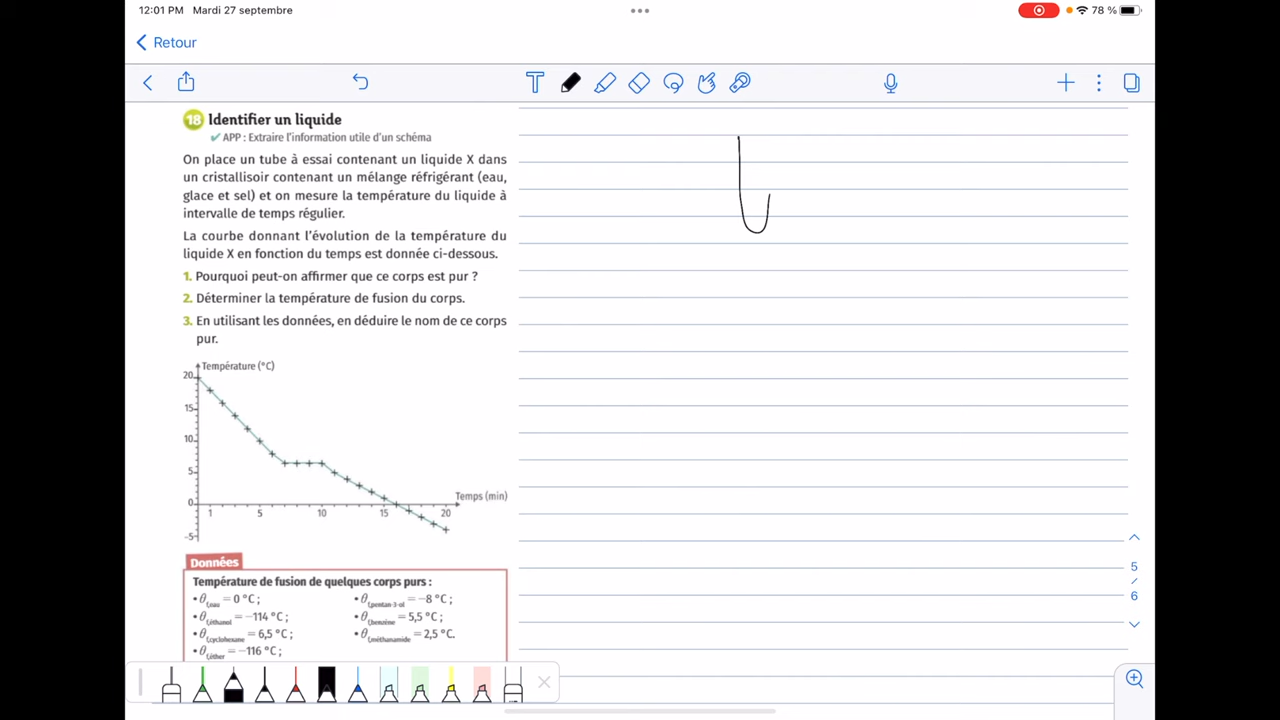 12:01 PM Mardi 27 septembre
78 %
Retour
18 Identifier un liquide
✔ APP : Extraire l'information utile d'un schéma
On place un tube à essai contenant un liquide X dans
un cristallisoir contenant un mélange réfrigérant (eau,
glace et sel) et on mesure la température du liquide à
intervalle de temps régulier.
La courbe donnant l'évolution de la température du
liquide X en fonction du temps est donnée ci-dessous.
1. Pourquoi peut-on affirmer que ce corps est pur ?
2. Déterminer la température de fusion du corps.
3. En utilisant les données, en déduire le nom de ce corps
pur.
Température (°C)
20
15
10
5
0
-5
Temps (min)
1 5 10 15 20
Données
Température de fusion de quelques corps purs :
• θf,eau = 0 °C ;
• θf,éthanol = −114 °C ;
• θf,cyclohexane = 6,5 °C ;
• θf,éther = −116 °C ;
• θf,pentan-3-ol = −8 °C ;
• θf,benzène = 5,5 °C ;
• θf,méthanamide = 2,5 °C.
5
/
6